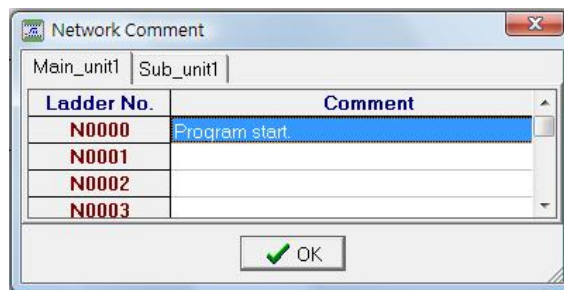 Network Comment
Main_unit1 Sub_unit1
Ladder No. Comment
N0000 Program start.
N0001
N0002
N0003
OK